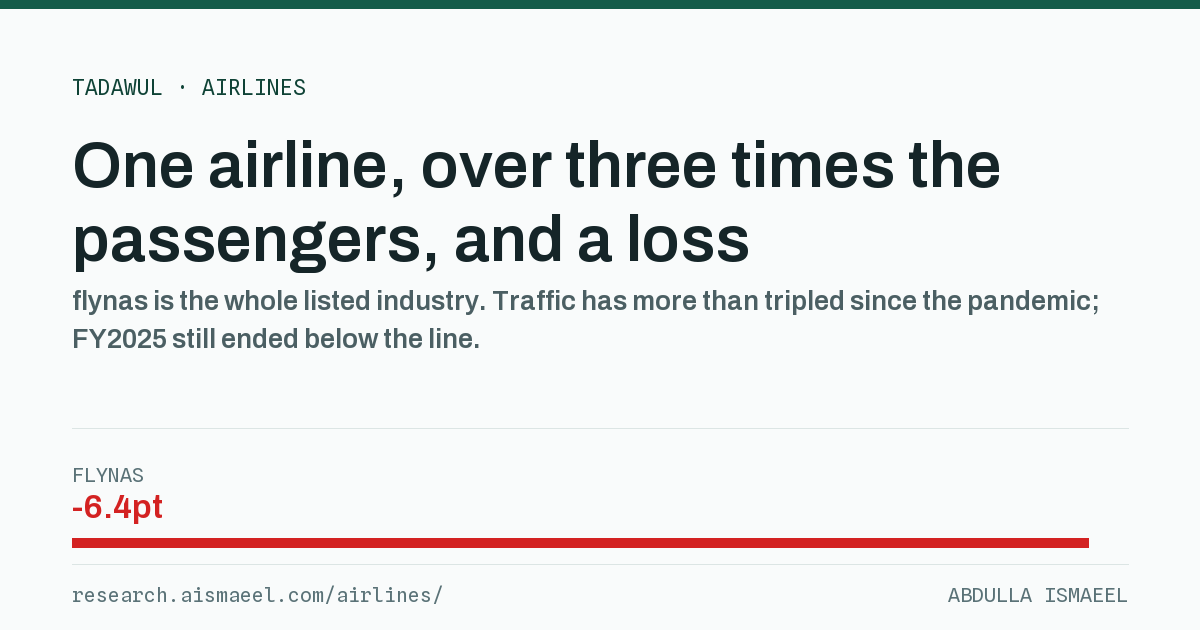 TADAWUL · AIRLINES
One airline, over three times the
passengers, and a loss
flynas is the whole listed industry. Traffic has more than tripled since the pandemic;
FY2025 still ended below the line.
FLYNAS
-6.4pt
research.aismaeel.com/airlines/
ABDULLA ISMAEEL